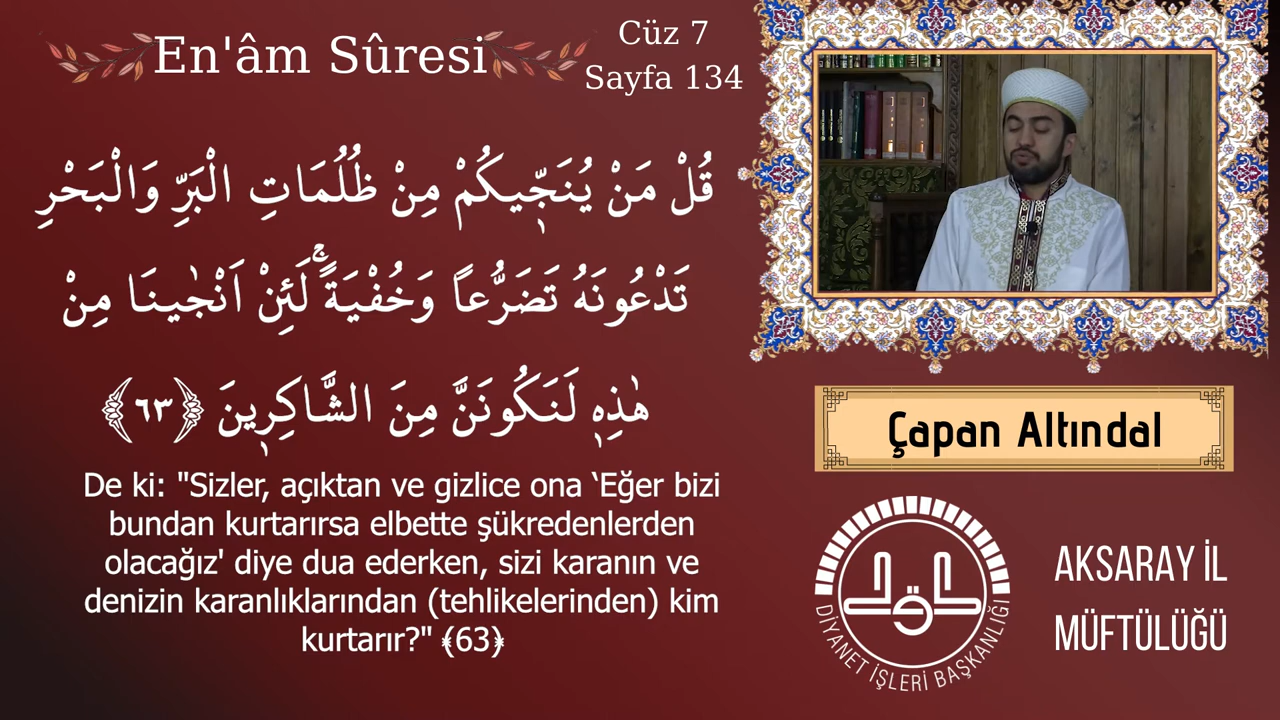 En'âm Sûresi
Cüz 7
Sayfa 134
قُلْ مَنْ يُنَجّ۪يكُمْ مِنْ ظُلُمَاتِ الْبَرِّ وَالْبَحْرِ
تَدْعُونَهُ تَضَرُّعاً وَخُفْيَةًۚ لَئِنْ اَنْجٰينَا مِنْ
هٰذِه۪ لَنَكُونَنَّ مِنَ الشَّاكِر۪ينَ ﴿٦٣﴾
De ki: "Sizler, açıktan ve gizlice ona ‘Eğer bizi
bundan kurtarırsa elbette şükredenlerden
olacağız' diye dua ederken, sizi karanın ve
denizin karanlıklarından (tehlikelerinden) kim
kurtarır?" ﴾63﴿
Çapan Altındal
DİYANET İŞLERİ BAŞKANLIĞI
AKSARAY İL
MÜFTÜLÜĞÜ